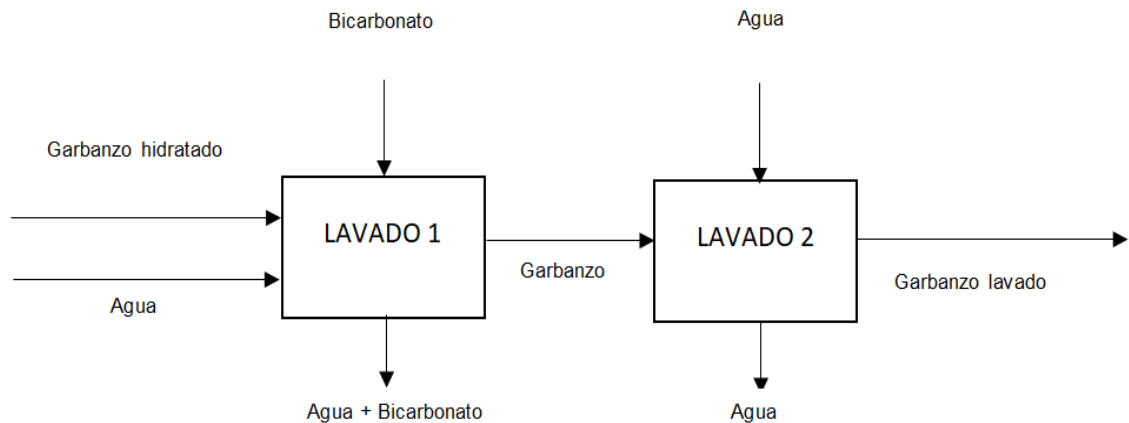 Bicarbonato
Agua
Garbanzo hidratado
LAVADO 1
LAVADO 2
Garbanzo
Garbanzo lavado
Agua
Agua + Bicarbonato
Agua